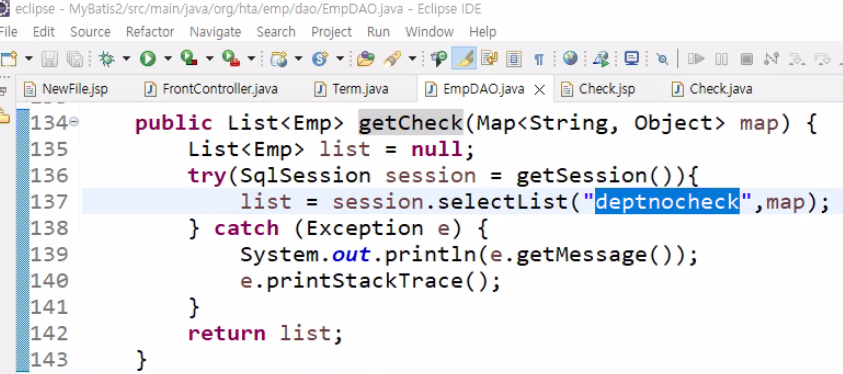 eclipse - MyBatis2/src/main/java/org/hta/emp/dao/EmpDAO.java - Eclipse IDE
File Edit Source Refactor Navigate Search Project Run Window Help
NewFile.jsp FrontController.java Term.java EmpDAO.java Check.jsp Check.java
134 public List<Emp> getCheck(Map<String, Object> map) {
135 List<Emp> list = null;
136 try(SqlSession session = getSession()){
137 list = session.selectList("deptnocheck",map);
138 } catch (Exception e) {
139 System.out.println(e.getMessage());
140 e.printStackTrace();
141 }
142 return list;
143 }